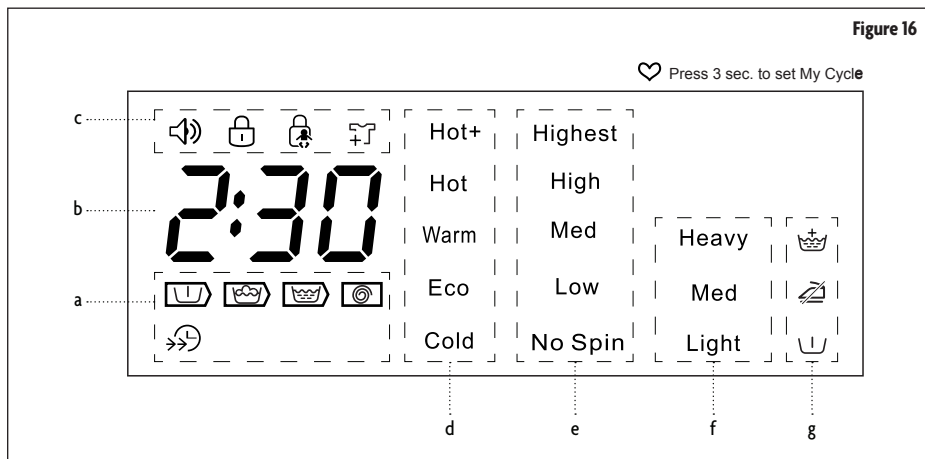 Figure 16
Press 3 sec. to set My Cycle
c
Hot+
Highest
b
2:30
Hot
High
Warm
Med
Heavy
a
Eco
Low
Med
Cold
No Spin
Light
d
e
f
g